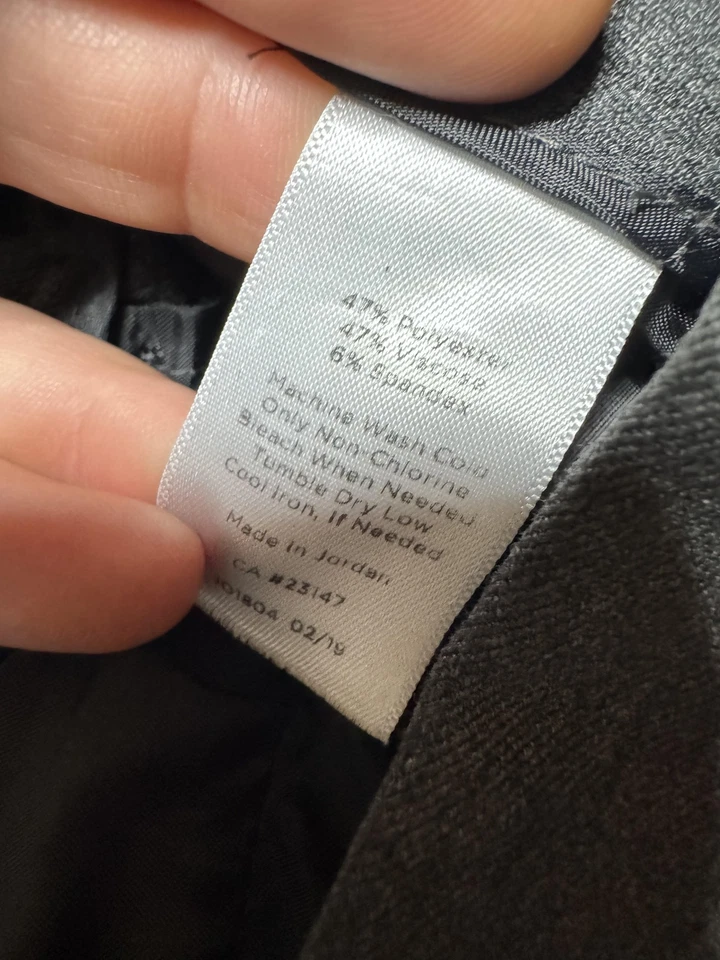 47% Polyester
47% Viscose
6% Spandex
Machine Wash Cold
Only Non-Chlorine
Bleach When Needed
Tumble Dry Low
Cool Iron, If Needed
Made in Jordan
CA #23147
02/19